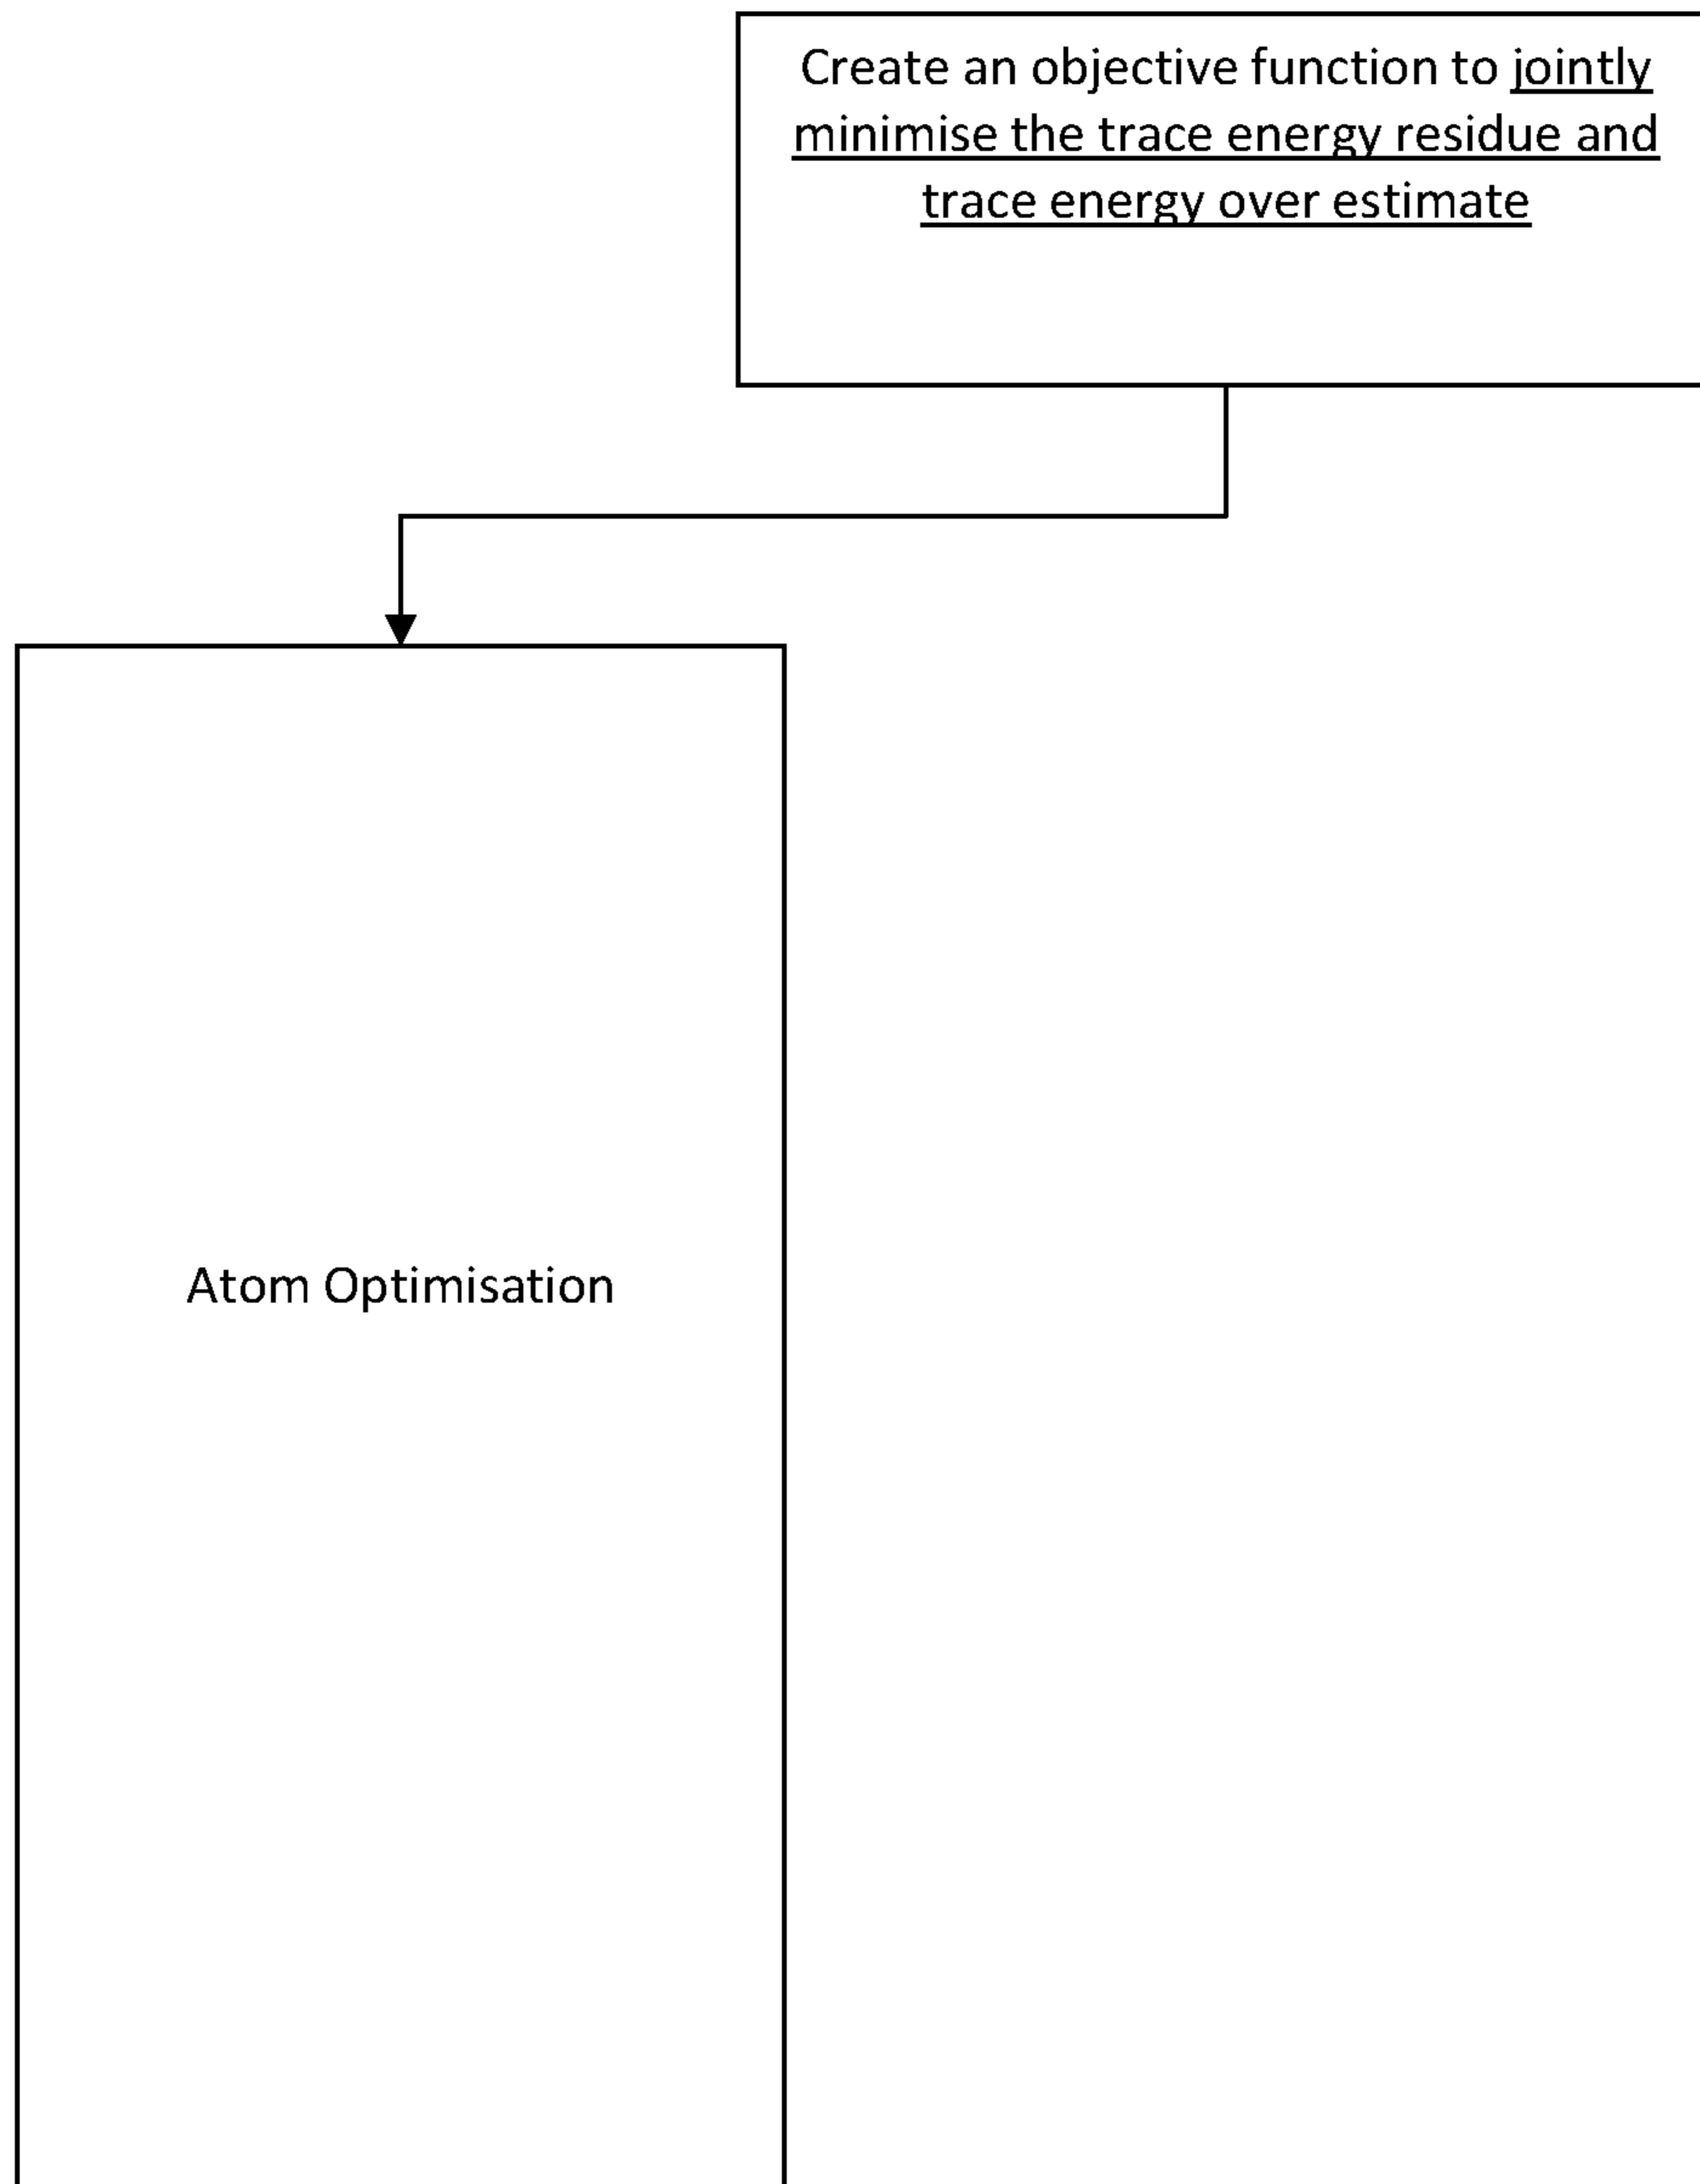 Create an objective function to jointly
minimise the trace energy residue and
trace energy over estimate
Atom Optimisation